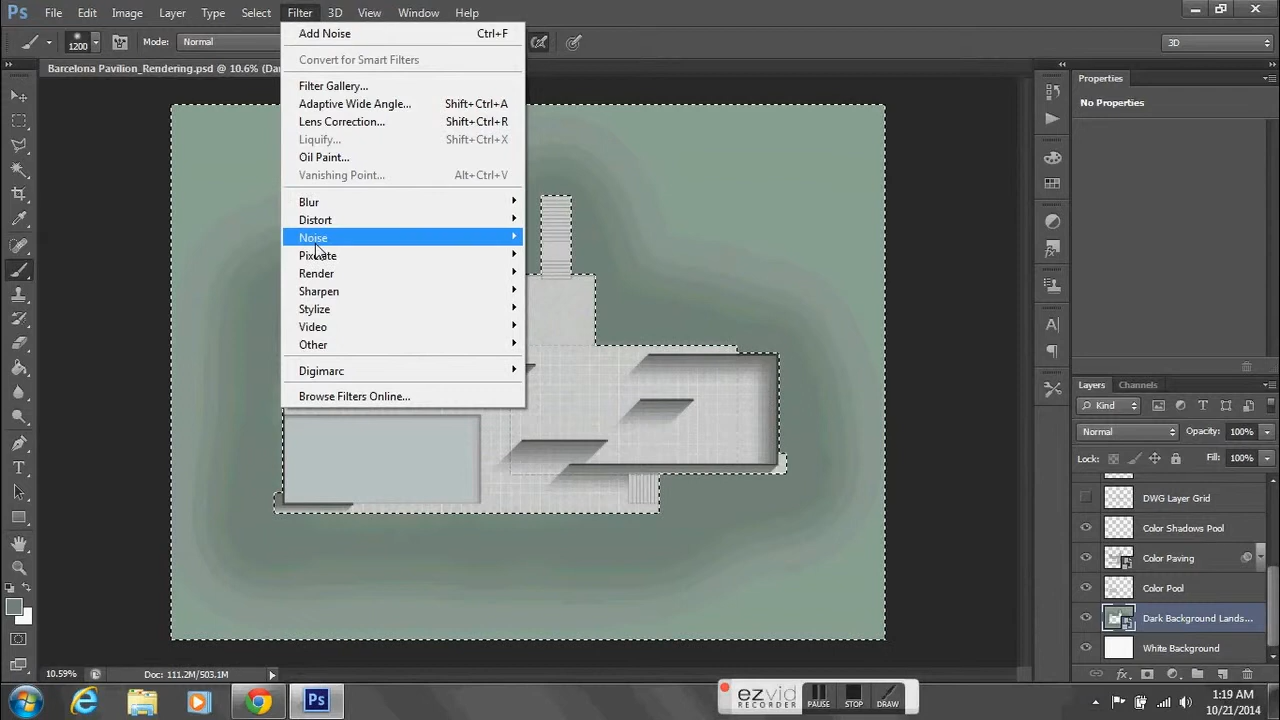 Ps File Edit Image Layer Type Select Filter 3D View Window Help
1200 Mode: Normal 3D
Barcelona Pavilion_Rendering.psd @ 10.6% (Da
Add Noise Ctrl+F
Convert for Smart Filters
Filter Gallery...
Adaptive Wide Angle... Shift+Ctrl+A
Lens Correction... Shift+Ctrl+R
Liquify... Shift+Ctrl+X
Oil Paint...
Vanishing Point... Alt+Ctrl+V
Blur
Distort
Noise
Pixelate
Render
Sharpen
Stylize
Video
Other
Digimarc
Browse Filters Online...
Properties
No Properties
Layers Channels
Kind
Normal Opacity: 100%
Lock: Fill: 100%
DWG Layer Grid
Color Shadows Pool
Color Paving
Color Pool
Dark Background Lands...
White Background
10.59% Doc: 111.2M/503.1M
Ps
ezvid
RECORDER
PAUSE STOP DRAW
1:19 AM
10/21/2014